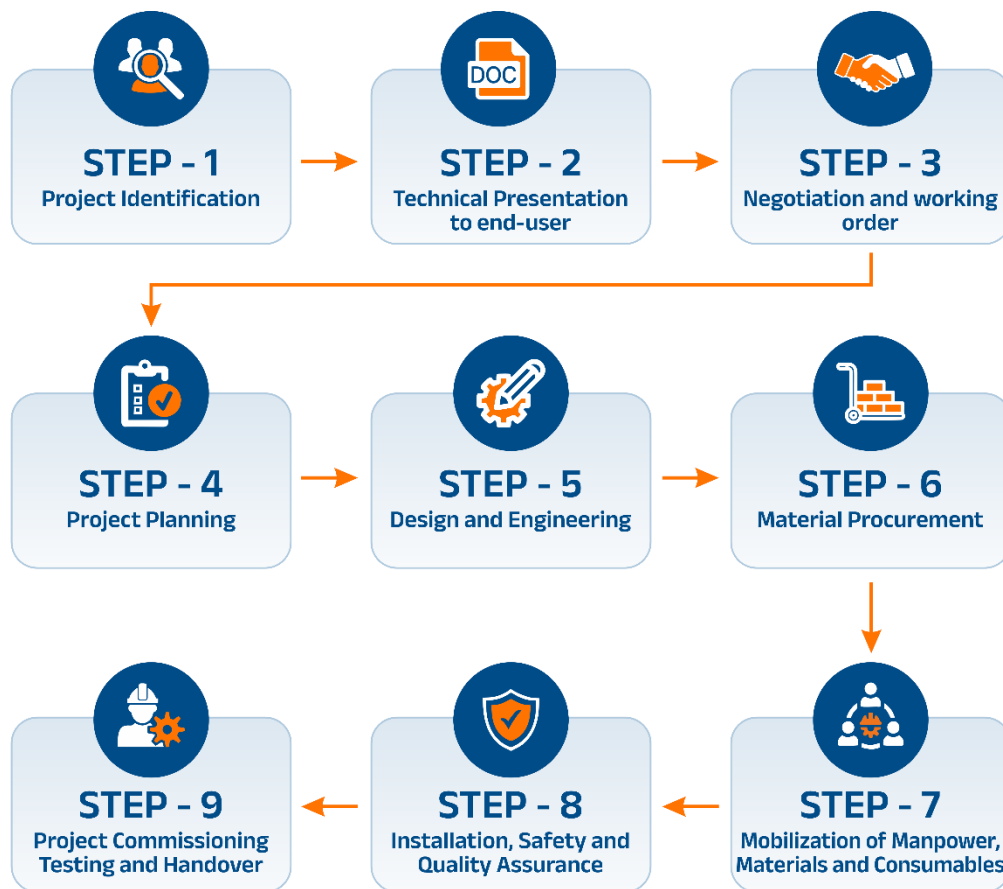 STEP - 1
Project Identification
DOC
STEP - 2
Technical Presentation
to end-user
STEP - 3
Negotiation and working
order
STEP - 4
Project Planning
STEP - 5
Design and Engineering
STEP - 6
Material Procurement
STEP - 7
Mobilization of Manpower,
Materials and Consumables
STEP - 8
Installation, Safety and
Quality Assurance
STEP - 9
Project Commissioning
Testing and Handover